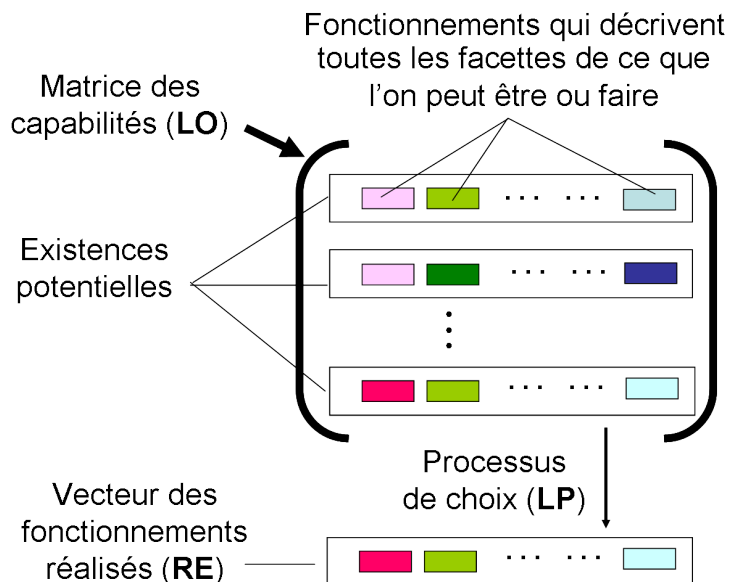 Fonctionnements qui décrivent
toutes les facettes de ce que
l’on peut être ou faire
Matrice des
capabilités (LO)
... ...
Existences
potentielles
... ...
... ...
Processus
de choix (LP)
Vecteur des
fonctionnements
réalisés (RE)
... ...